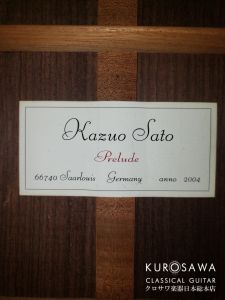 Kazuo Sato
Prelude
66740 Saarlouis Germany anno 2004
KUROSAWA
CLASSICAL GUITAR
クロサワ楽器日本総本店